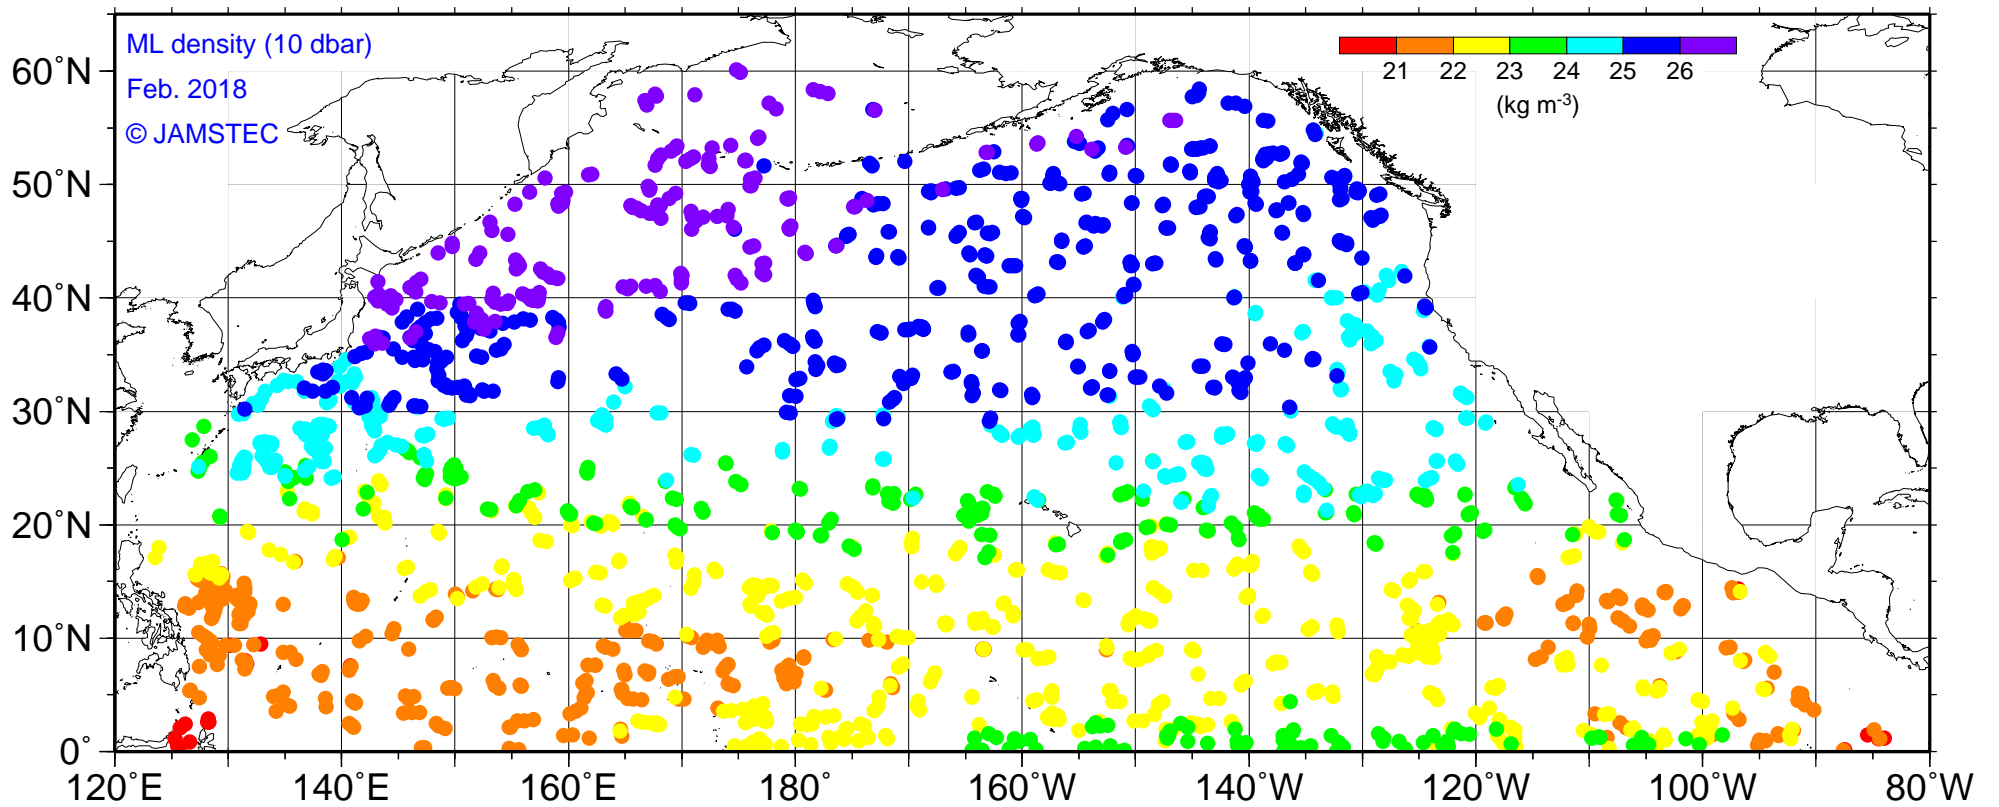 ML density (10 dbar)
Feb. 2018
© JAMSTEC
21 22 23 24 25 26
(kg m⁻³)
60˚N
50˚N
40˚N
30˚N
20˚N
10˚N
0˚
120˚E 140˚E 160˚E 180˚ 160˚W 140˚W 120˚W 100˚W 80˚W